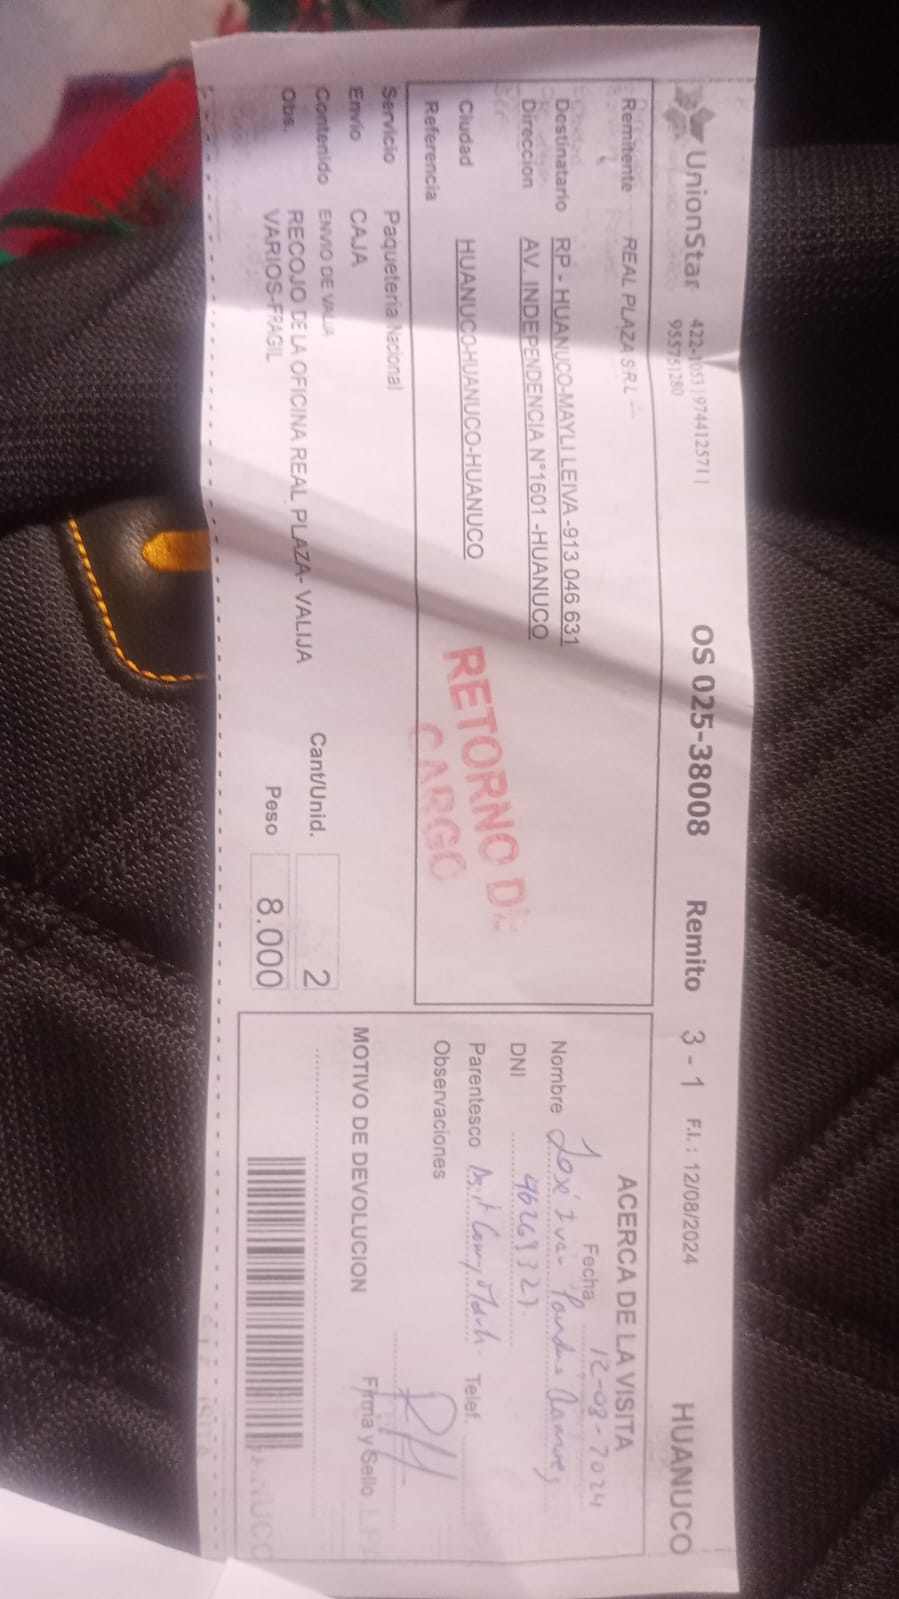 UnionStar 422-1053 | 974412571 |
955751280
OS 025-38008 Remito 3 - 1 F.I.: 12/08/2024 HUANUCO
Remitente REAL PLAZA S.R.L
Destinatario RP - HUANUCO-MAYLI LEIVA -913 046 631
Direccion AV. INDEPENDENCIA N°1601 -HUANUCO
Ciudad HUANUCO-HUANUCO-HUANUCO
Referencia
RETORNO DE
CARGO
Servicio Paqueteria Nacional
Envio CAJA
Contenido ENVIO DE VALIJA
Obs. RECOJO DE LA OFICINA REAL PLAZA- VALIJA
VARIOS-FRAGIL
Cant/Unid. 2
Peso 8.000
ACERCA DE LA VISITA
Fecha 12-08-2024
Nombre José
DNI
Parentesco
Telef.
Observaciones
MOTIVO DE DEVOLUCION
Firma y Sello